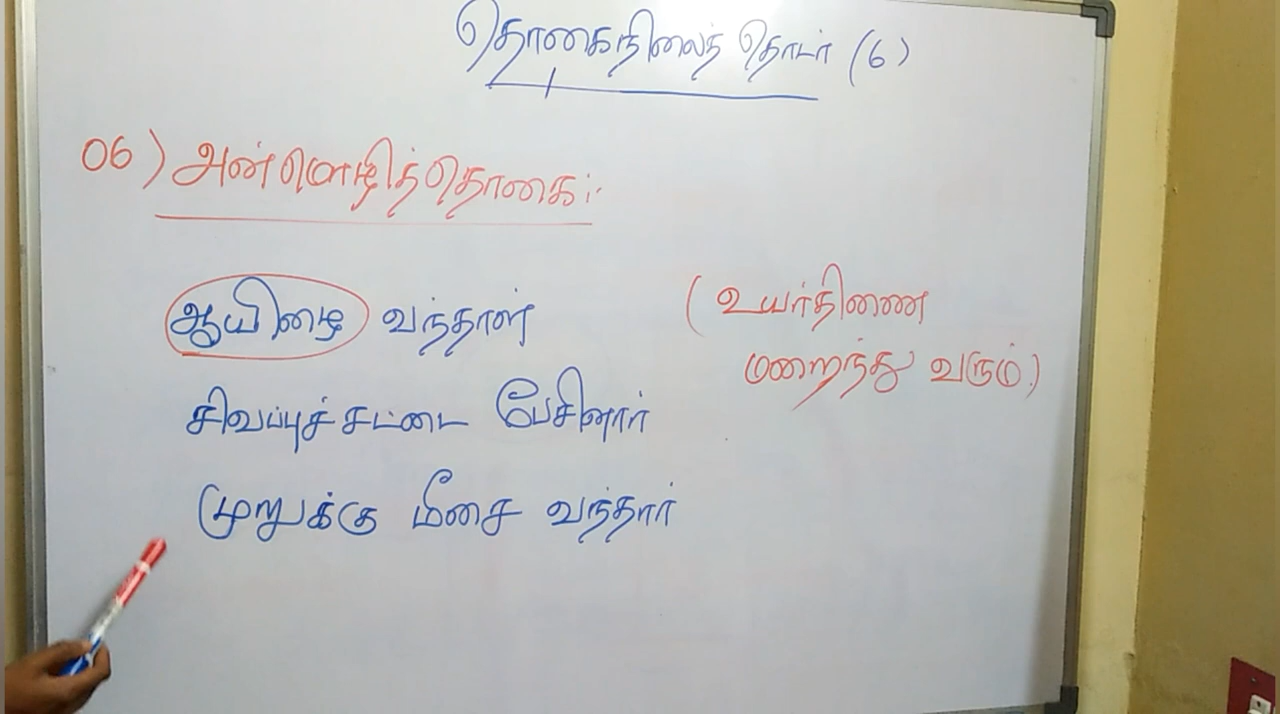 தொகைநிலைத் தொடர் (6)
06) அன்மொழித்தொகை:-
ஆயிழை வந்தாள்
(உயர்திணை
மறைந்து வரும்.)
சிவப்புச்சட்டை பேசினார்
முறுக்கு மீசை வந்தார்